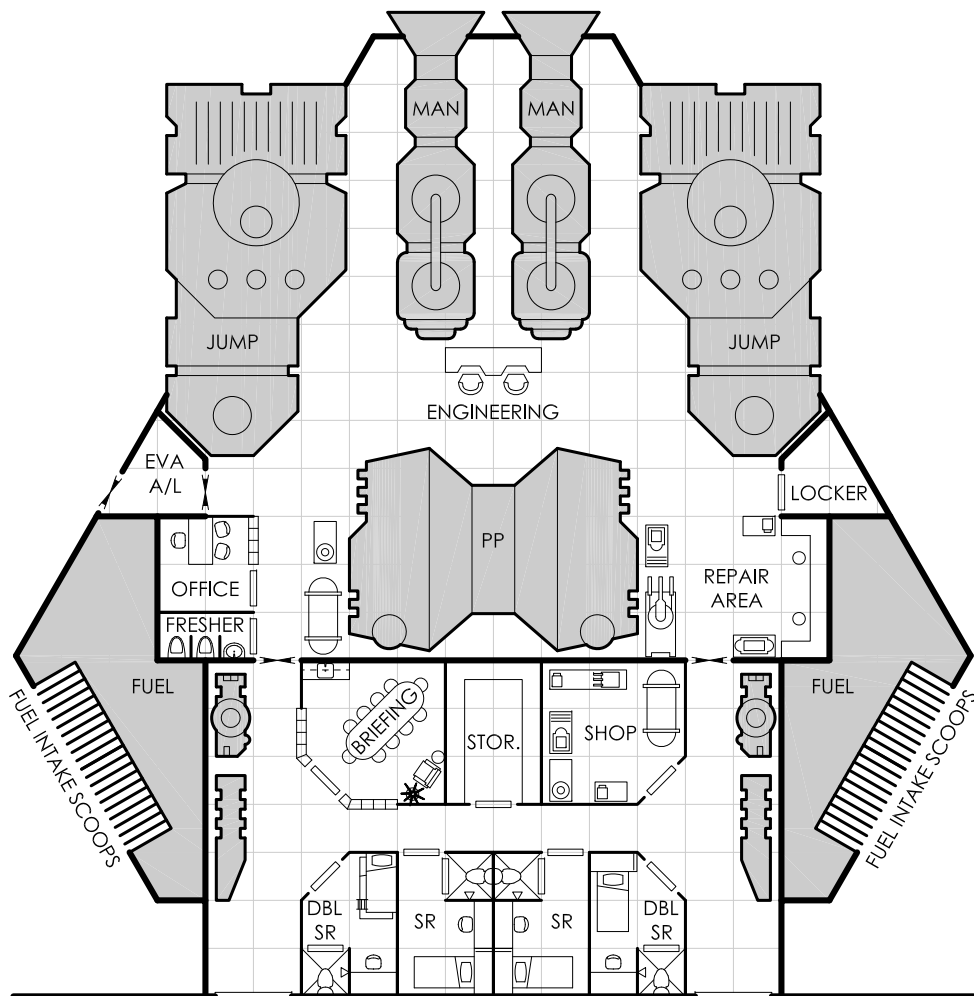 MAN
MAN
JUMP
JUMP
ENGINEERING
EVA
A/L
LOCKER
PP
OFFICE
REPAIR
AREA
FRESHER
FUEL
FUEL
FUEL INTAKE SCOOPS
FUEL INTAKE SCOOPS
BRIEFING
STOR.
SHOP
DBL
SR
SR
SR
DBL
SR